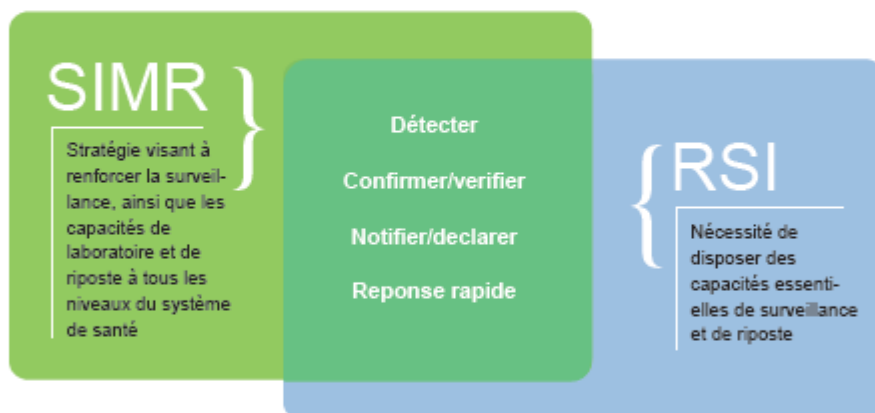 SIMR
Stratégie visant à
renforcer la surveil-
lance, ainsi que les
capacités de
laboratoire et de
riposte à tous les
niveaux du système
de santé
Détecter
Confirmer/verifier
Notifier/declarer
Reponse rapide
RSI
Nécessité de
disposer des
capacités essenti-
elles de surveillance
et de riposte